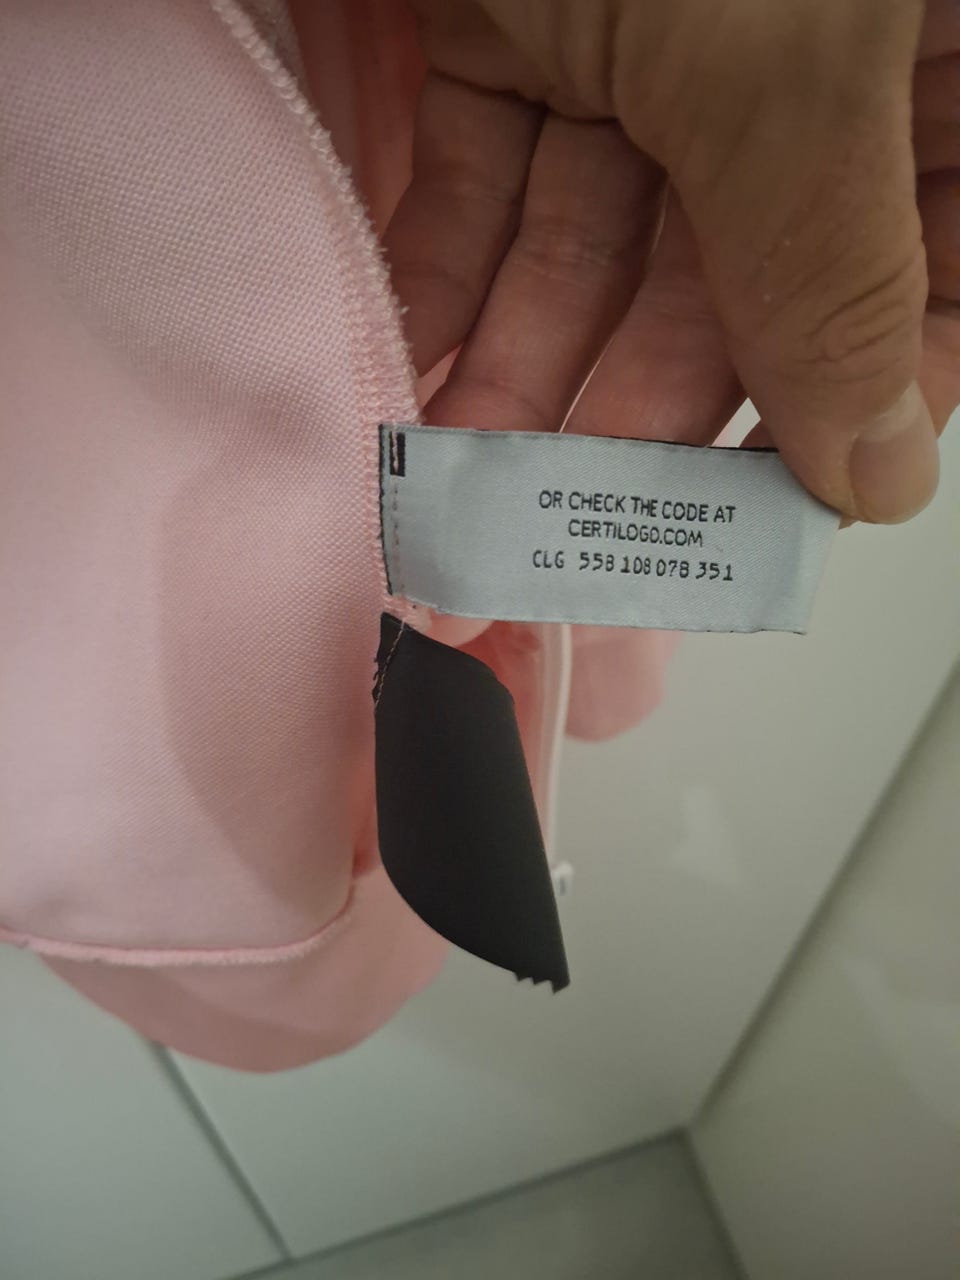 OR CHECK THE CODE AT
CERTILOGO.COM
CLG 558 108 078 351